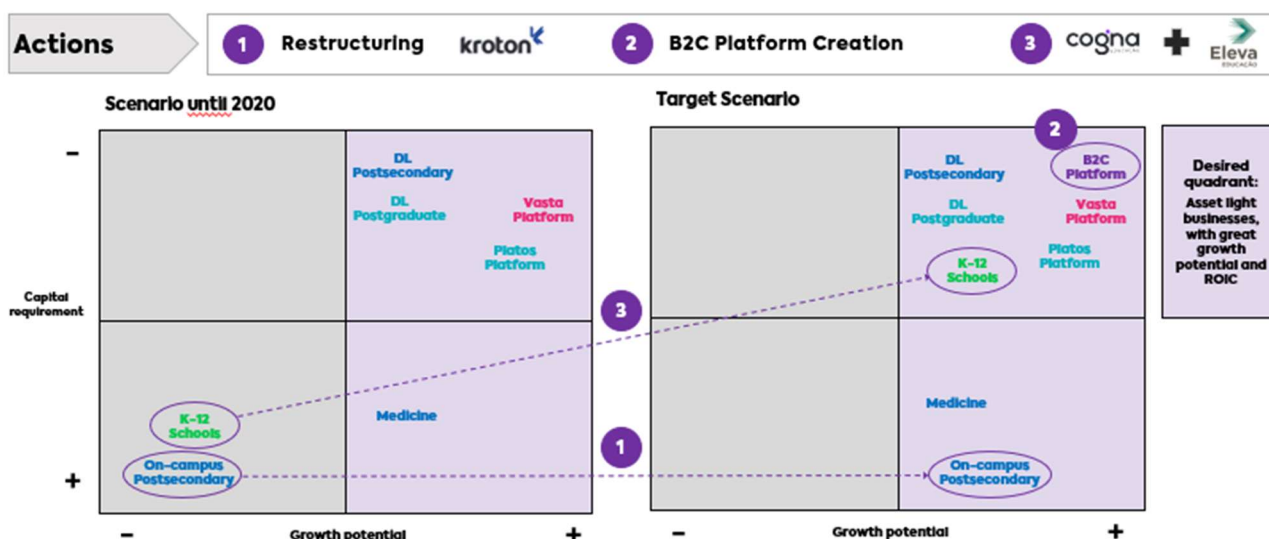 Actions
1 Restructuring kroton
2 B2C Platform Creation
3 cogna EDUCAÇÃO + Eleva EDUCAÇÃO
Scenario until 2020
Target Scenario
Capital requirement
−
+
DL
Postsecondary
DL
Postgraduate
Vasta
Platform
Platos
Platform
K-12
Schools
On-campus
Postsecondary
Medicine
−
Growth potential
+
3
1
2
DL
Postsecondary
B2C
Platform
DL
Postgraduate
Vasta
Platform
K-12
Schools
Platos
Platform
Medicine
On-campus
Postsecondary
−
Growth potential
+
Desired
quadrant:
Asset light
businesses,
with great
growth
potential and
ROIC